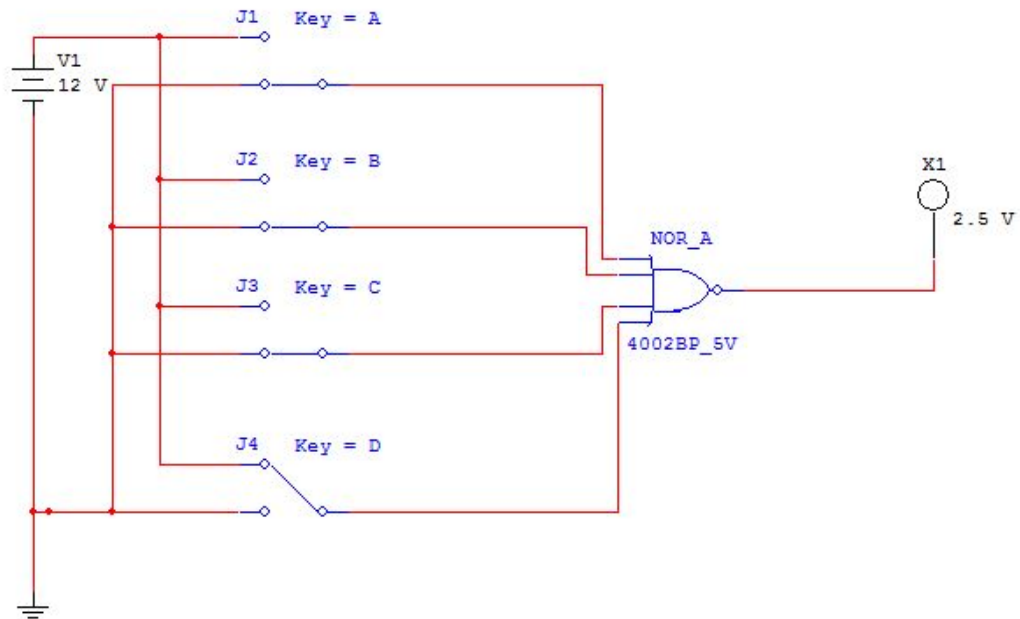 J1 Key = A
V1
12 V
J2 Key = B
X1
2.5 V
NOR_A
J3 Key = C
4002BP_5V
J4 Key = D